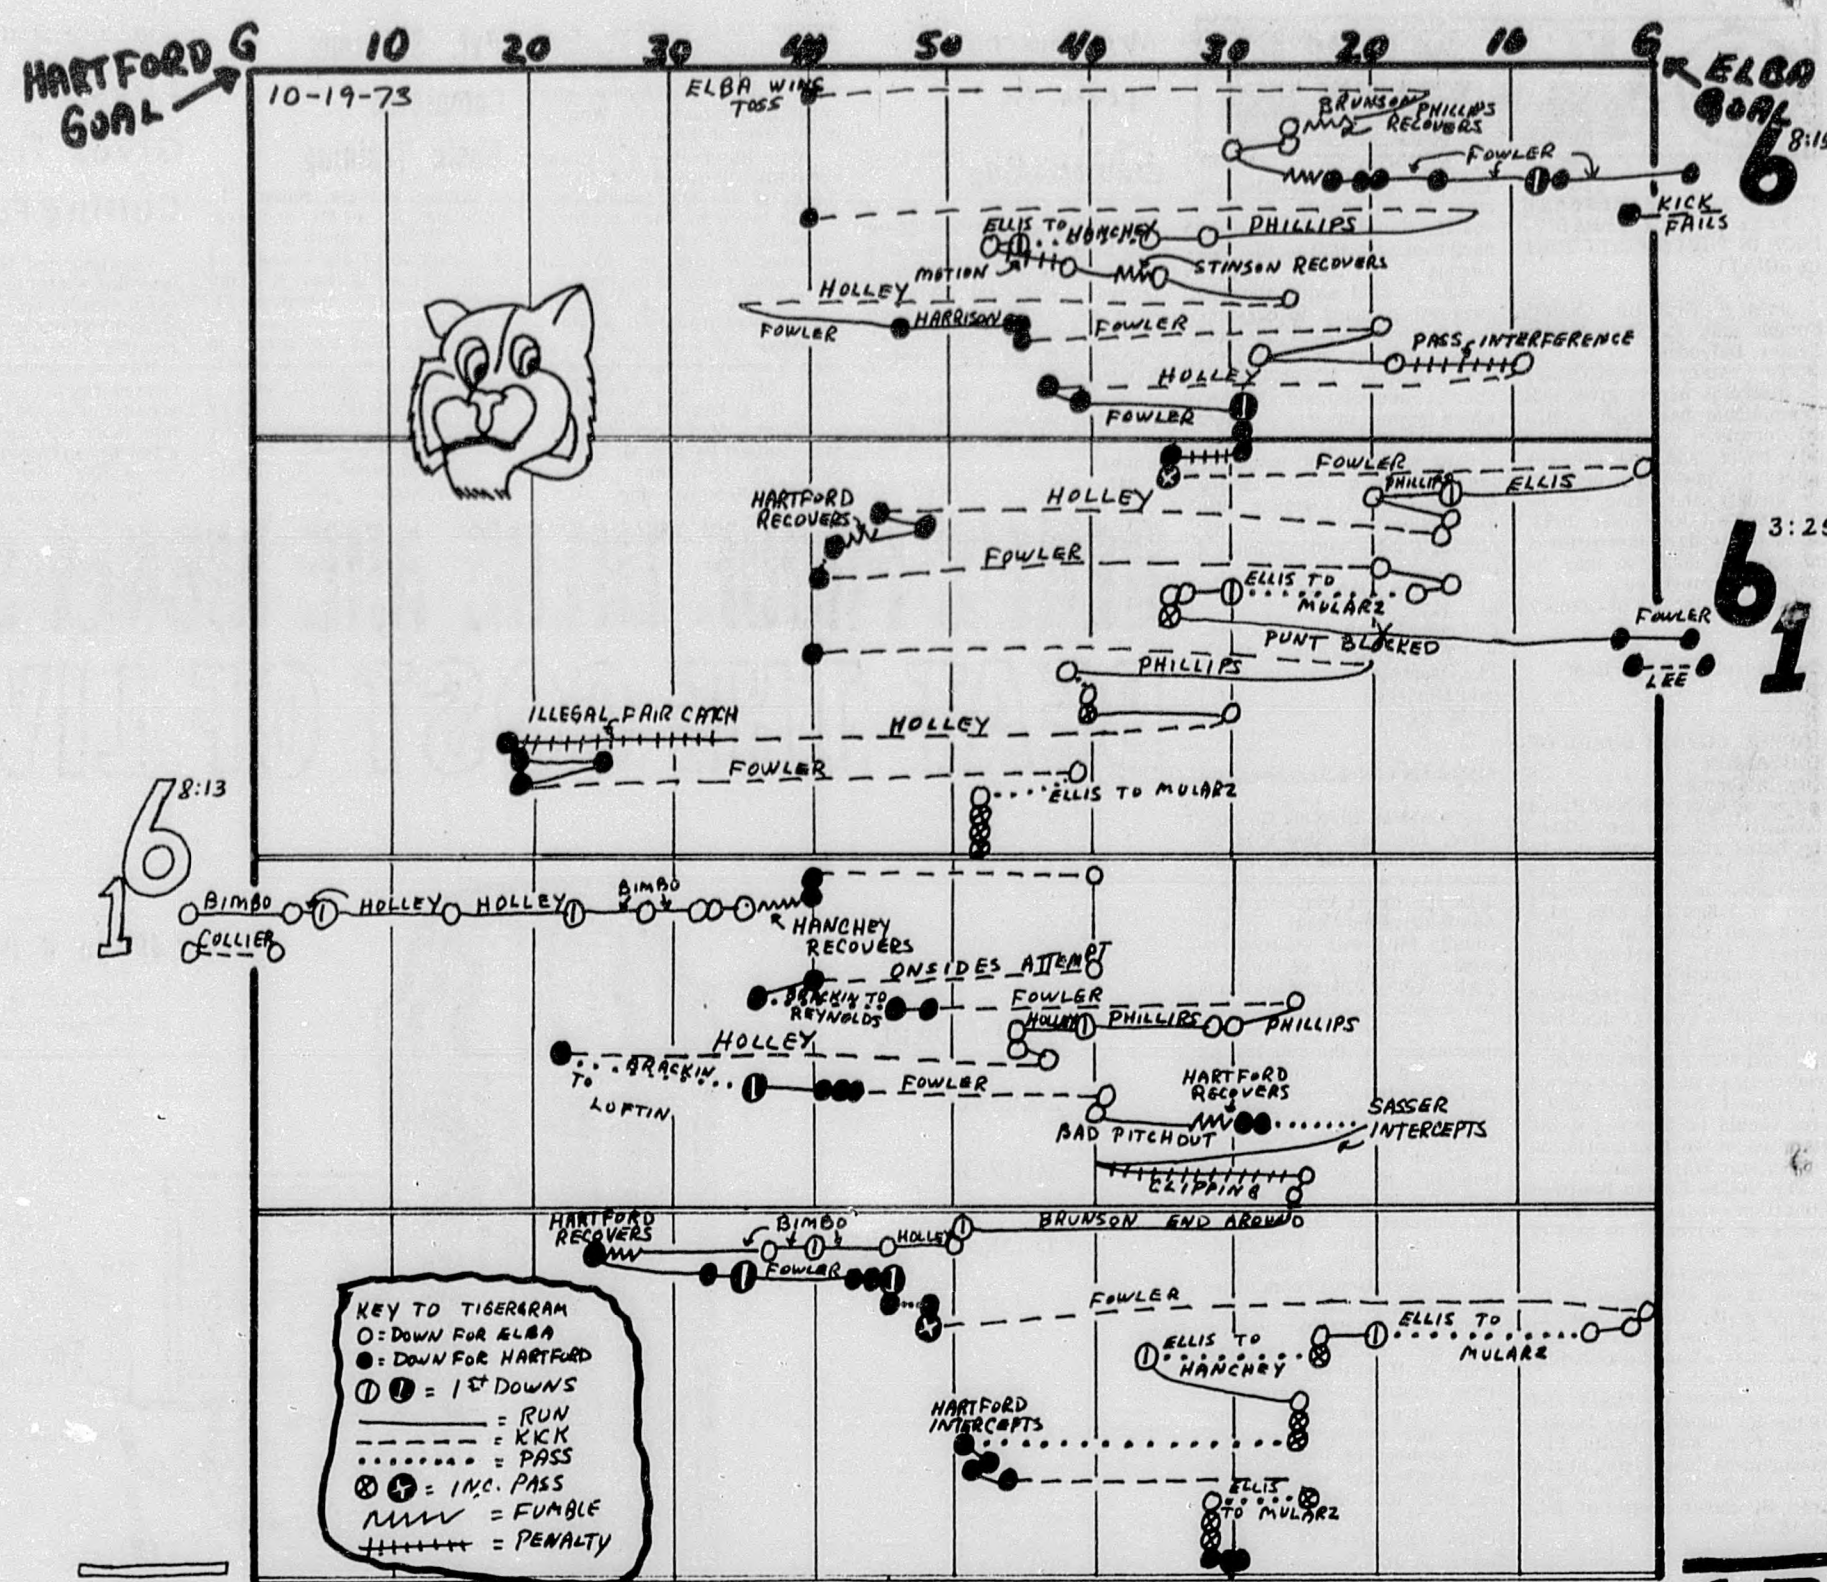 G 10 20 30 40 50 40 30 20 10 G
HARTFORD
GOAL
ELBA
GOAL
10-19-73
ELBA WINS
TOSS
BRUNSON
PHILLIPS
RECOVERS
FOWLER
6 8:15
KICK
FAILS
PHILLIPS
ELLIS TO HANCHEY
MOTION
STINSON RECOVERS
HOLLEY
FOWLER
HARRISON
FOWLER
PASS INTERFERENCE
HOLLEY
FOWLER
FOWLER
PHILLIPS
ELLIS
HOLLEY
HARTFORD
RECOVERS
FOWLER
ELLIS TO
MULARZ
6 3:25
1
FOWLER
PUNT BLOCKED
LEE
PHILLIPS
ILLEGAL FAIR CATCH
HOLLEY
FOWLER
ELLIS TO MULARZ
6 8:13
1
BIMBO
HOLLEY
HOLLEY
BIMBO
COLLIER
HANCHEY
RECOVERS
ONSIDES ATTEMPT
BRACKIN TO
REYNOLDS
FOWLER
HOLLEY
PHILLIPS
PHILLIPS
HOLLEY
BRACKIN
TO
LOFTIN
FOWLER
HARTFORD
RECOVERS
BAD PITCHOUT
SASSER
INTERCEPTS
CLIPPING
HARTFORD
RECOVERS
BIMBO
HOLLEY
BRUNSON END AROUND
FOWLER
FOWLER
ELLIS TO
MULARZ
ELLIS TO
HANCHEY
HARTFORD
INTERCEPTS
ELLIS
TO MULARZ
KEY TO TIGERGRAM
O = DOWN FOR ELBA
● = DOWN FOR HARTFORD
= 1ST DOWNS
= RUN
= KICK
= PASS
= INC. PASS
= FUMBLE
= PENALTY